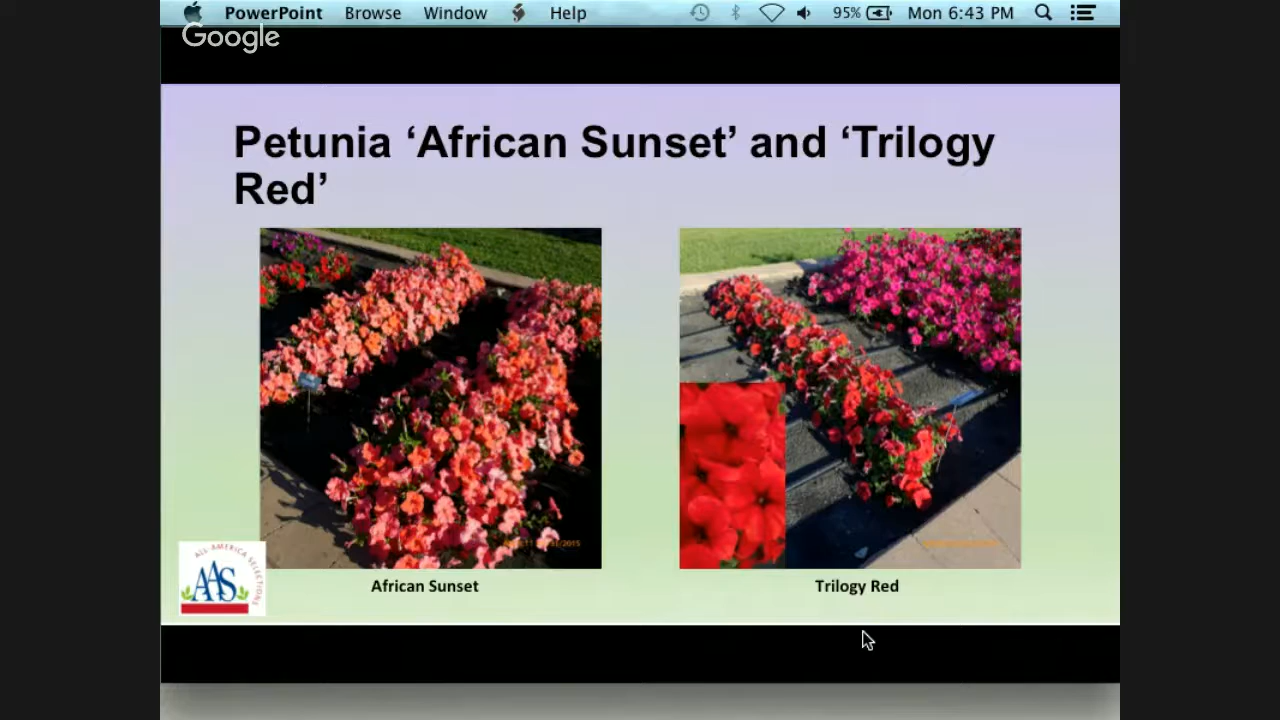 PowerPoint Browse Window Help 95% Mon 6:43 PM
Google
Petunia ‘African Sunset’ and ‘Trilogy
Red’
ALL-AMERICA SELECTIONS
AAS
African Sunset
Trilogy Red